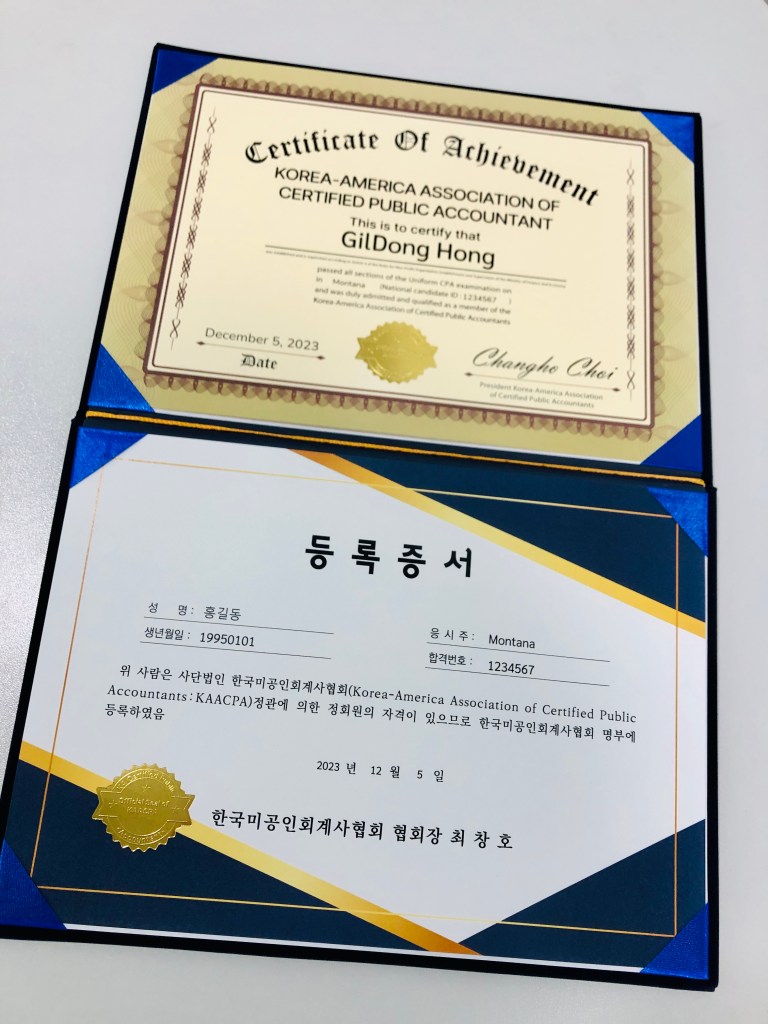 Certificate Of Achievement
KOREA-AMERICA ASSOCIATION OF
CERTIFIED PUBLIC ACCOUNTANT
This is to certify that
GilDong Hong
passed all sections of the Uniform CPA examination on
in Montana (National candidate ID : 1234567 )
and was duly admitted and qualified as a member of the
Korea-America Association of Certified Public Accountants
December 5, 2023
Date
Changho Choi
President Korea-America Association
of Certified Public Accountants
등록증서
성 명 : 홍길동
생년월일 : 19950101
응 시 주 : Montana
합격번호 : 1234567
위 사람은 사단법인 한국미공인회계사협회(Korea-America Association of Certified Public
Accountants:KAACPA)정관에 의한 정회원의 자격이 있으므로 한국미공인회계사협회 명부에
등록하였음
2023 년 12 월 5 일
한국미공인회계사협회 협회장 최 창 호